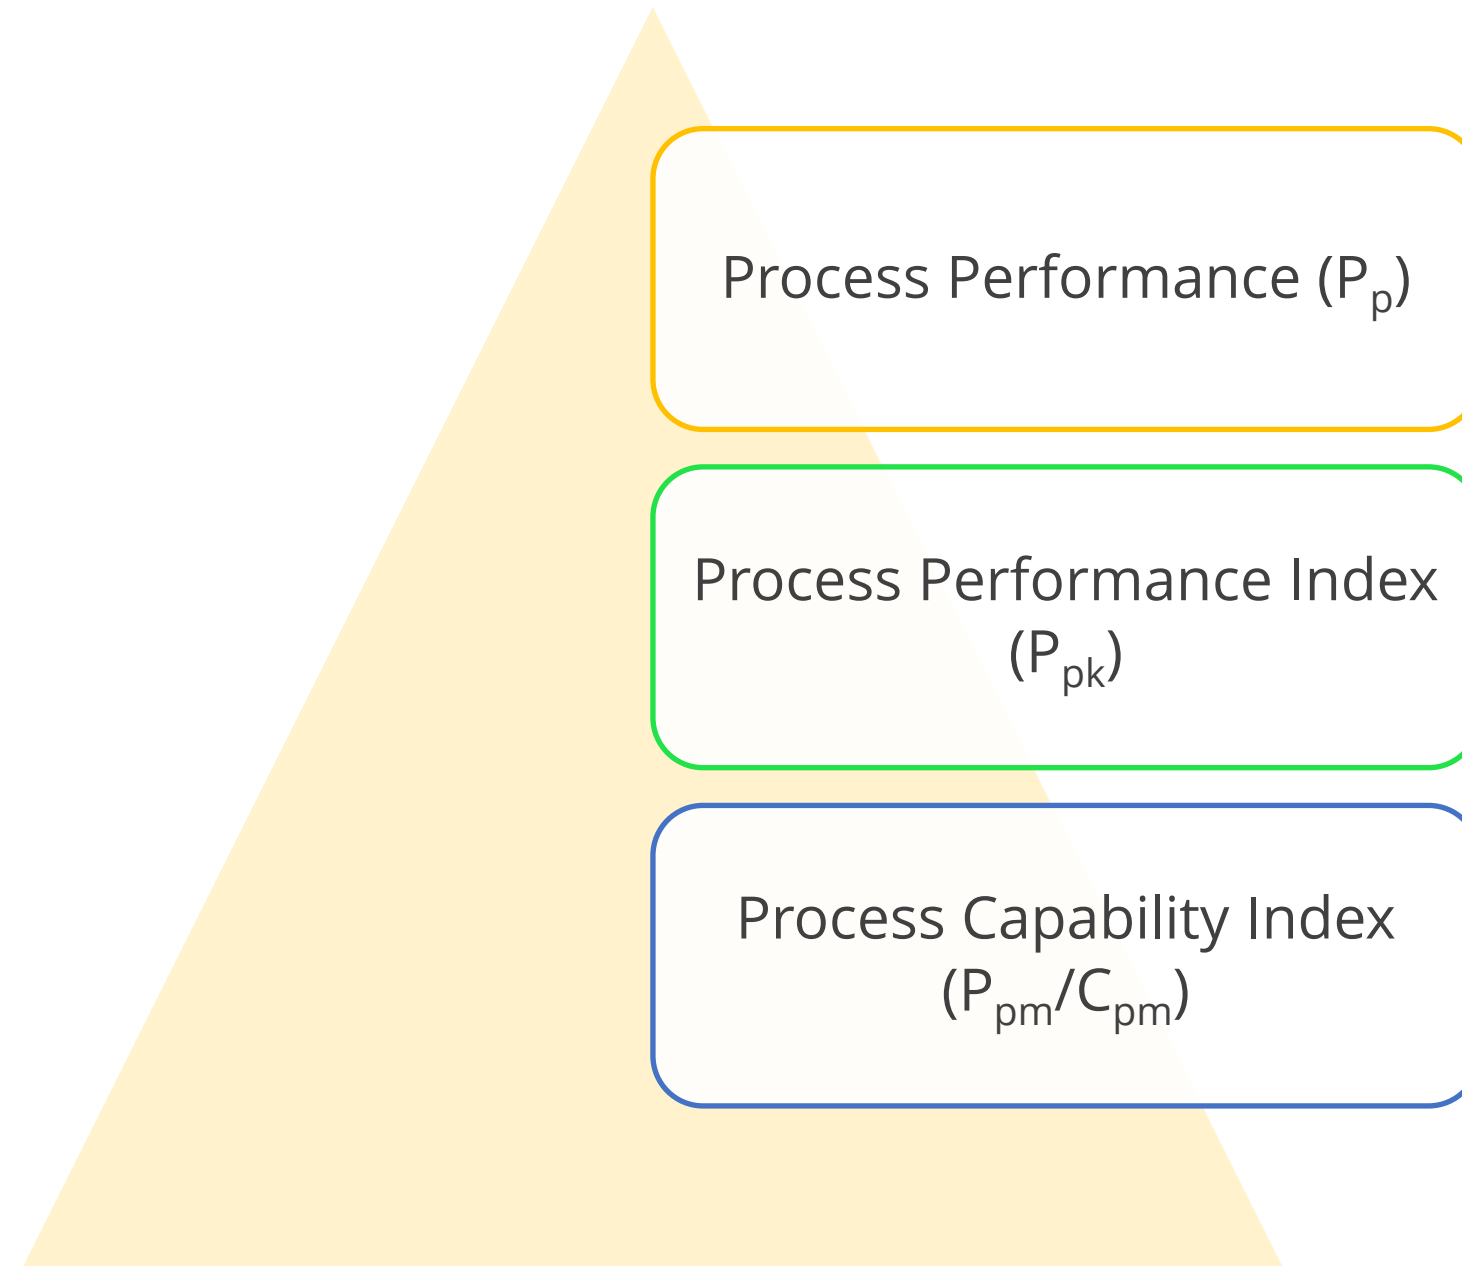 Process Performance (Pp)
Process Performance Index
(Ppk)
Process Capability Index
(Ppm/Cpm)